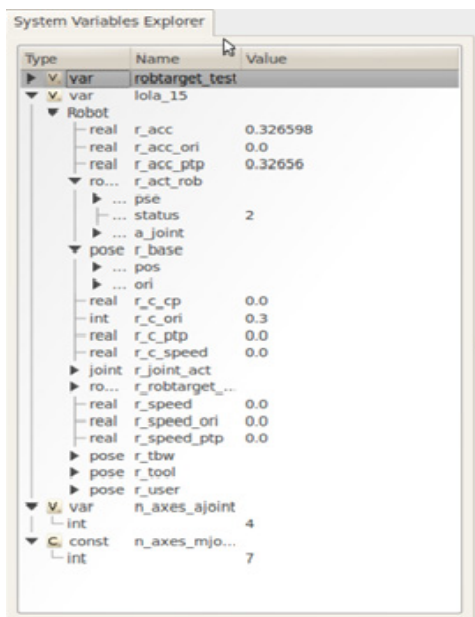 System Variables Explorer
Type Name Value
V. var robtarget_test
V. var lola_15
Robot
real r_acc 0.326598
real r_acc_ori 0.0
real r_acc_ptp 0.32656
ro... r_act_rob
... pse
... status 2
... a_joint
pose r_base
... pos
... ori
real r_c_cp 0.0
int r_c_ori 0.3
real r_c_ptp 0.0
real r_c_speed 0.0
joint r_joint_act
ro... r_robtarget_...
real r_speed 0.0
real r_speed_ori 0.0
real r_speed_ptp 0.0
pose r_tbw
pose r_tool
pose r_user
V. var n_axes_ajoint
int 4
C. const n_axes_mjo...
int 7